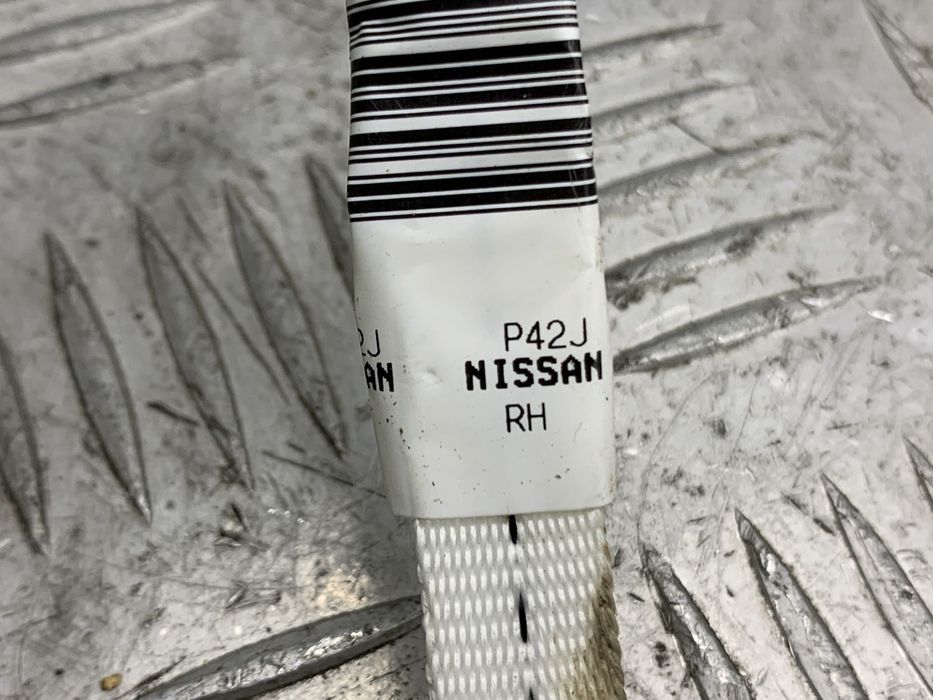 P42J
NISSAN
RH